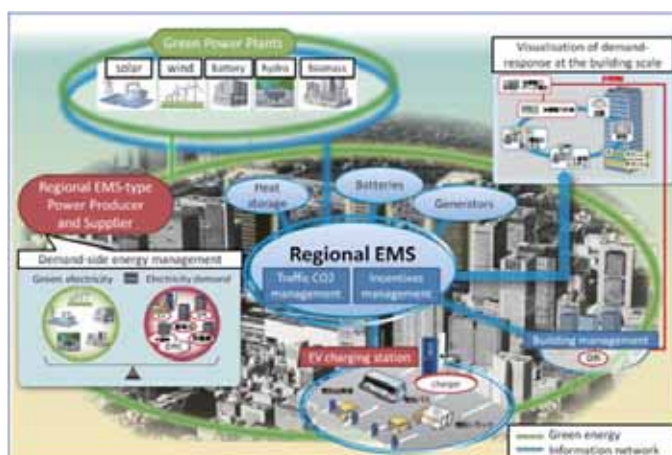 Green Power Plants
solar
wind
battery
hydro
biomass
Visualisation of demand-
response at the building scale
Regional EMS-type
Power Producer
and Supplier
Heat
storage
Batteries
Generators
Demand-side energy management
Green electricity
Electricity demand
Regional EMS
Traffic CO2
management
Incentives
management
Building management
DR
EV charging station
charger
Green energy
Information network